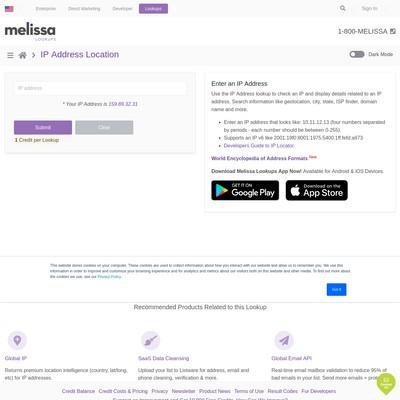 Enterprise Direct Marketing Developer Lookups Sign In
melissa
LOOKUPS
1-800-MELISSA
IP Address Location
Dark Mode
IP address
* Your IP Address is 159.89.32.31
Submit Clear
1 Credit per Lookup
Enter an IP Address
Use the IP Address lookup to check an IP and display details related to an IP address. Search information like geolocation, city, state, ISP finder, domain name and more.
Enter an IP address that looks like: 10.11.12.13 (four numbers separated by periods - each number should be between 0-255).
Supports an IP v6 like
Developers Guide to IP Locator.
World Encyclopedia of Address Formats New
Download Melissa Lookups App Now! Available for Android & IOS Devices.
GET IT ON
Google Play
Download on the
App Store
This website stores cookies on your computer. These cookies are used to collect information about how you interact with our website and allow us to remember you. We use this information in order to improve and customize your browsing experience and for analytics and metrics about our visitors both on this website and other media. To find out more about the cookies we use, see our Privacy Policy.
Got it
Recommended Products Related to this Lookup
Global IP
Returns premium location intelligence (country, lat/long, etc) for IP addresses.
SaaS Data Cleansing
Upload your list to Listware for address, email and phone cleansing, verification & more.
Global Email API
Real-time email mailbox validation to reduce 95% of bad emails in your list. Send more emails +
Credit Balance Credit Costs & Pricing Privacy Newsletter Product News Terms of Use Result Codes For Developers